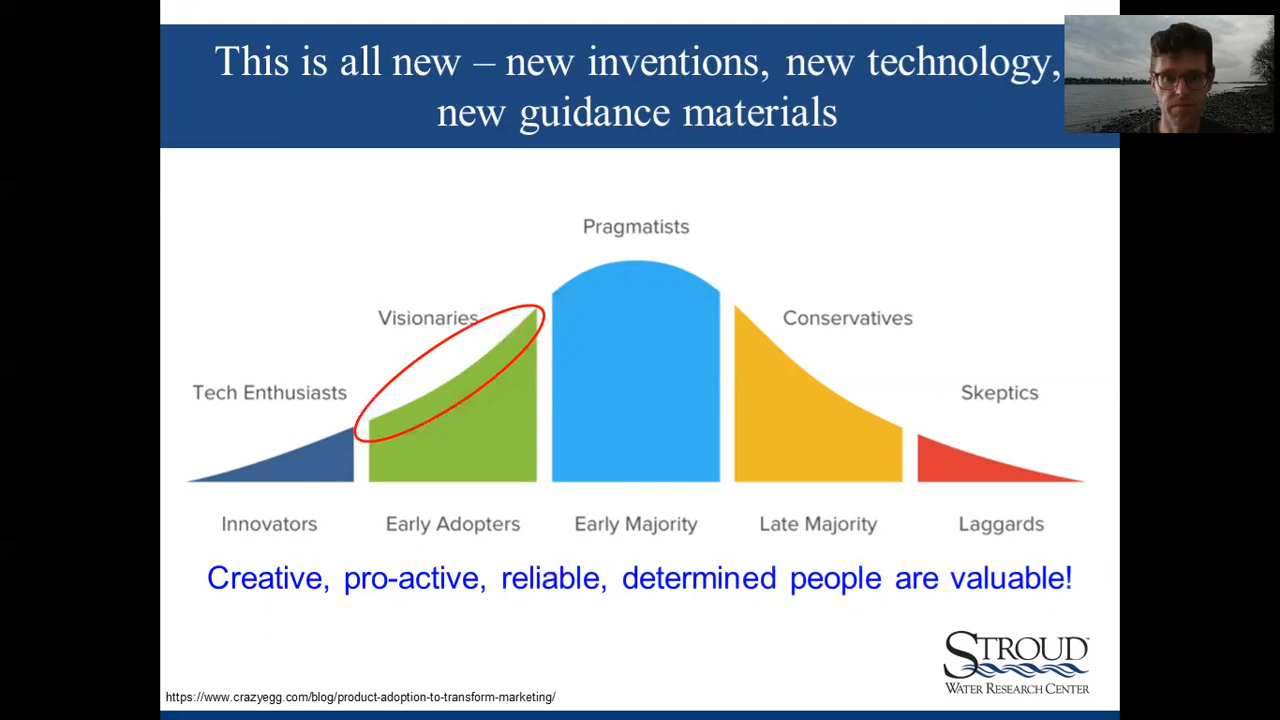 This is all new – new inventions, new technology,
new guidance materials
Pragmatists
Visionaries
Conservatives
Tech Enthusiasts
Skeptics
Innovators
Early Adopters
Early Majority
Late Majority
Laggards
Creative, pro-active, reliable, determined people are valuable!
STROUD™
WATER RESEARCH CENTER
https://www.crazyegg.com/blog/product-adoption-to-transform-marketing/